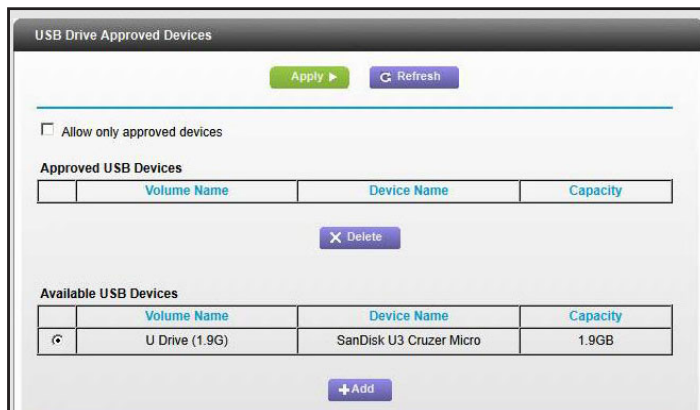 USB Drive Approved Devices
Apply Refresh
Allow only approved devices
Approved USB Devices
Volume Name Device Name Capacity
Delete
Available USB Devices
Volume Name Device Name Capacity
U Drive (1.9G) SanDisk U3 Cruzer Micro 1.9GB
Add